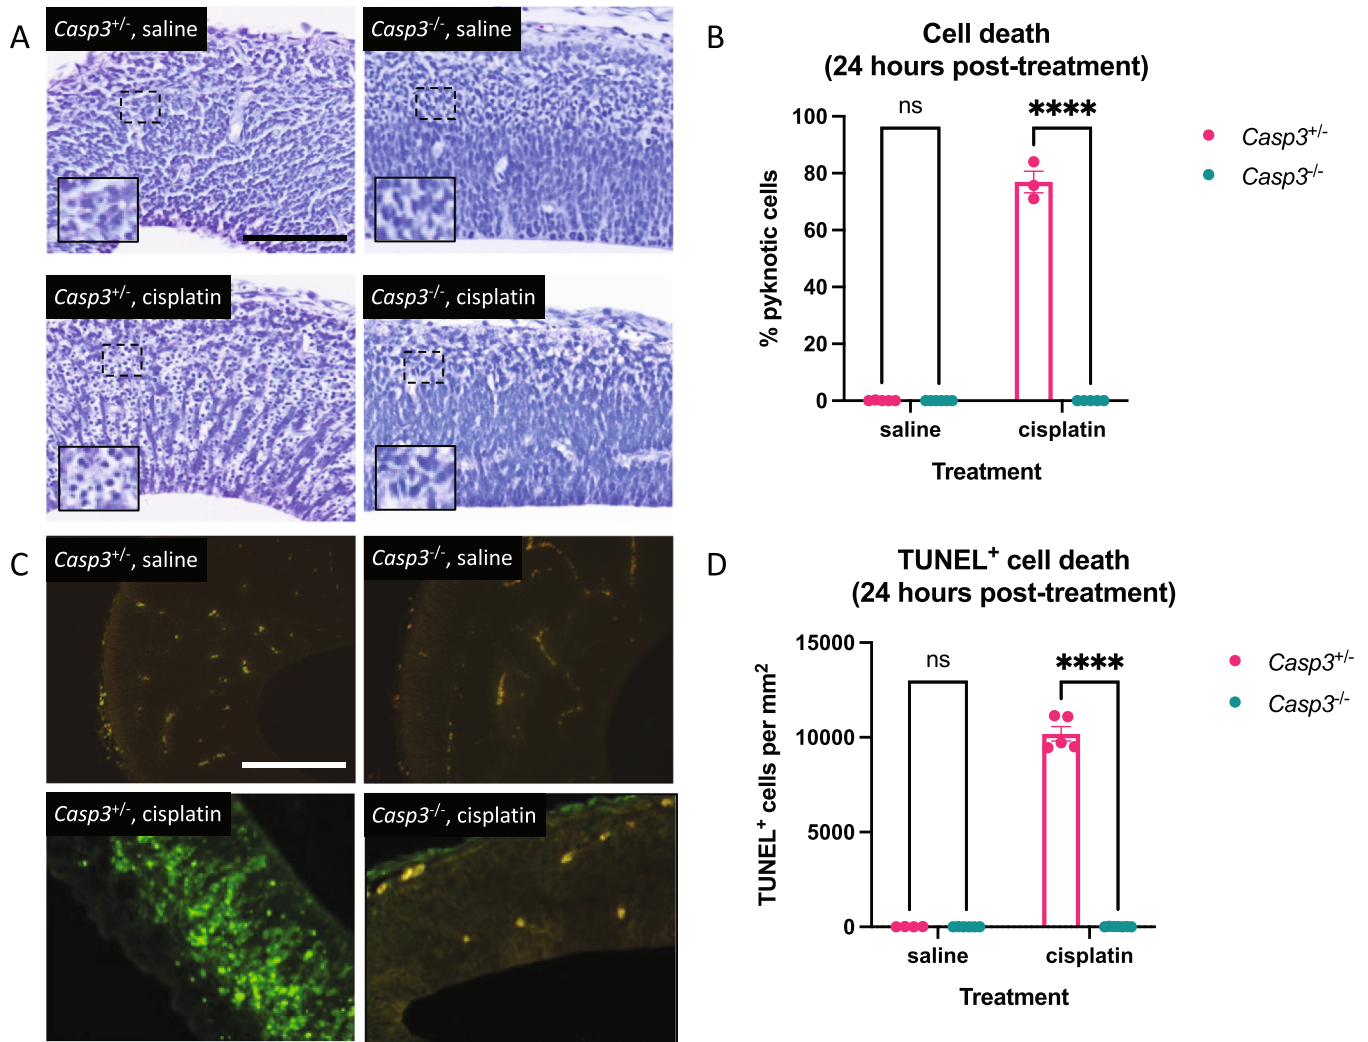 A
Casp3+/-, saline
Casp3-/-, saline
Casp3+/-, cisplatin
Casp3-/-, cisplatin
B
Cell death
(24 hours post-treatment)
ns
****
100
80
60
40
20
0
% pyknotic cells
saline
cisplatin
Treatment
Casp3+/-
Casp3-/-
C
Casp3+/-, saline
Casp3-/-, saline
Casp3+/-, cisplatin
Casp3-/-, cisplatin
D
TUNEL+ cell death
(24 hours post-treatment)
ns
****
15000
10000
5000
0
TUNEL+ cells per mm2
saline
cisplatin
Treatment
Casp3+/-
Casp3-/-